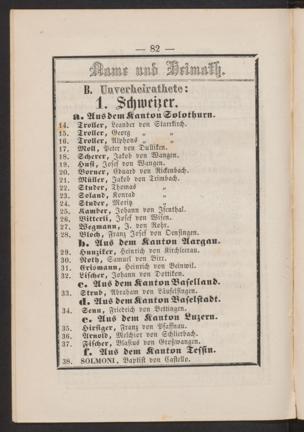 — 82 —
Name und Heimath.
B. Unverheirathete:
1. Schweizer.
a. Aus dem Kanton Solothurn.
14. Troller, Leander von Starrkirch.
15. Troller, Georg „ „
16. Troller, Alphons „ „
17. Moll, Peter von Dulliken.
18. Scherer, Jakob von Wangen.
19. Husi, Josef von Wangen.
20. Borner, Eduard von Rickenbach.
21. Müller, Jakob von Trimbach.
22. Studer, Thomas „
23. Soland, Konrad „
24. Studer, Moritz „
25. Kamber, Johann von Ifenthal.
26. Bitterli, Josef von Wisen.
27. Wegmann, J. von Rohr.
28. Bloch, Franz Josef von Oensingen.
b. Aus dem Kanton Aargau.
29. Hunziker, Heinrich von Kirchleerau.
30. Roth, Samuel von Birr.
31. Erismann, Heinrich von Beinwil.
32. Lischer, Johann von Dottiken.
c. Aus dem Kanton Baselland.
33. Strub, Abraham von Läufelfingen.
d. Aus dem Kanton Baselstadt.
34. Senn, Friedrich von Bettingen.
e. Aus dem Kanton Luzern.
35. Hirsiger, Franz von Pfaffnau.
36. Arnold, Melchior von Schlierbach.
37. Fischer, Blasius von Großwangen.
f. Aus dem Kanton Tessin.
38. SOLMONI, Baptist von Castello.